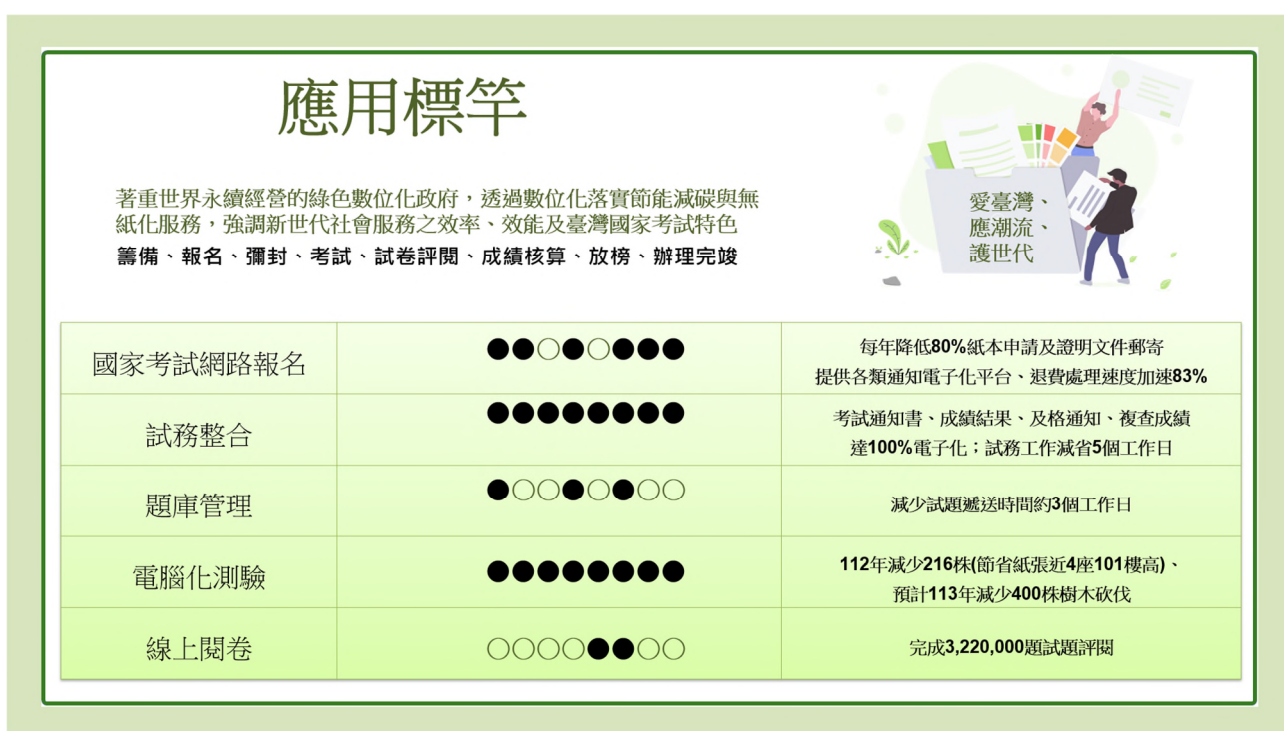 應用標竿
著重世界永續經營的綠色數位化政府，透過數位化落實節能減碳與無
紙化服務，強調新世代社會服務之效率、效能及臺灣國家考試特色
籌備、報名、彌封、考試、試卷評閱、成績核算、放榜、辦理完竣
愛臺灣、
應潮流、
護世代
國家考試網路報名
●●○●○●●●
每年降低80%紙本申請及證明文件郵寄
提供各類通知電子化平台、退費處理速度加速83%
試務整合
●●●●●●●●
考試通知書、成績結果、及格通知、複查成績
達100%電子化；試務工作減省5個工作日
題庫管理
●○○●○●○○
減少試題遞送時間約3個工作日
電腦化測驗
●●●●●●●●
112年減少216株(節省紙張近4座101樓高)、
預計113年減少400株樹木砍伐
線上閱卷
○○○○●●○○
完成3,220,000題試題評閱